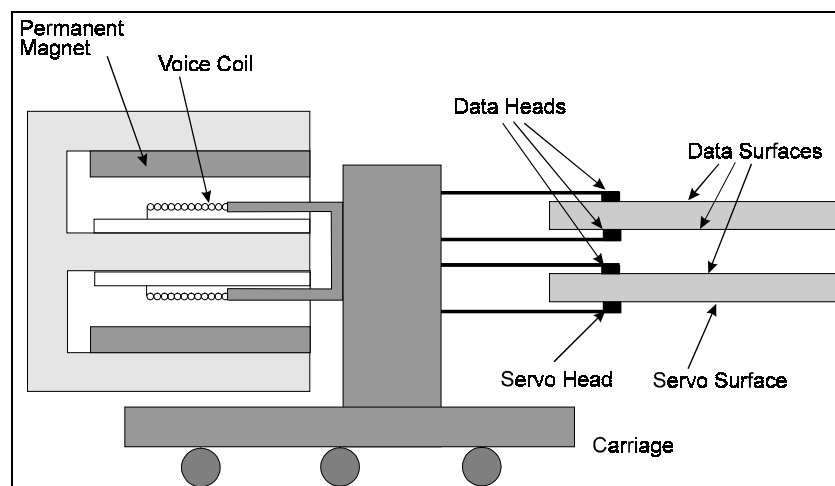 Permanent
Magnet
Voice Coil
Data Heads
Data Surfaces
Servo Head
Servo Surface
Carriage